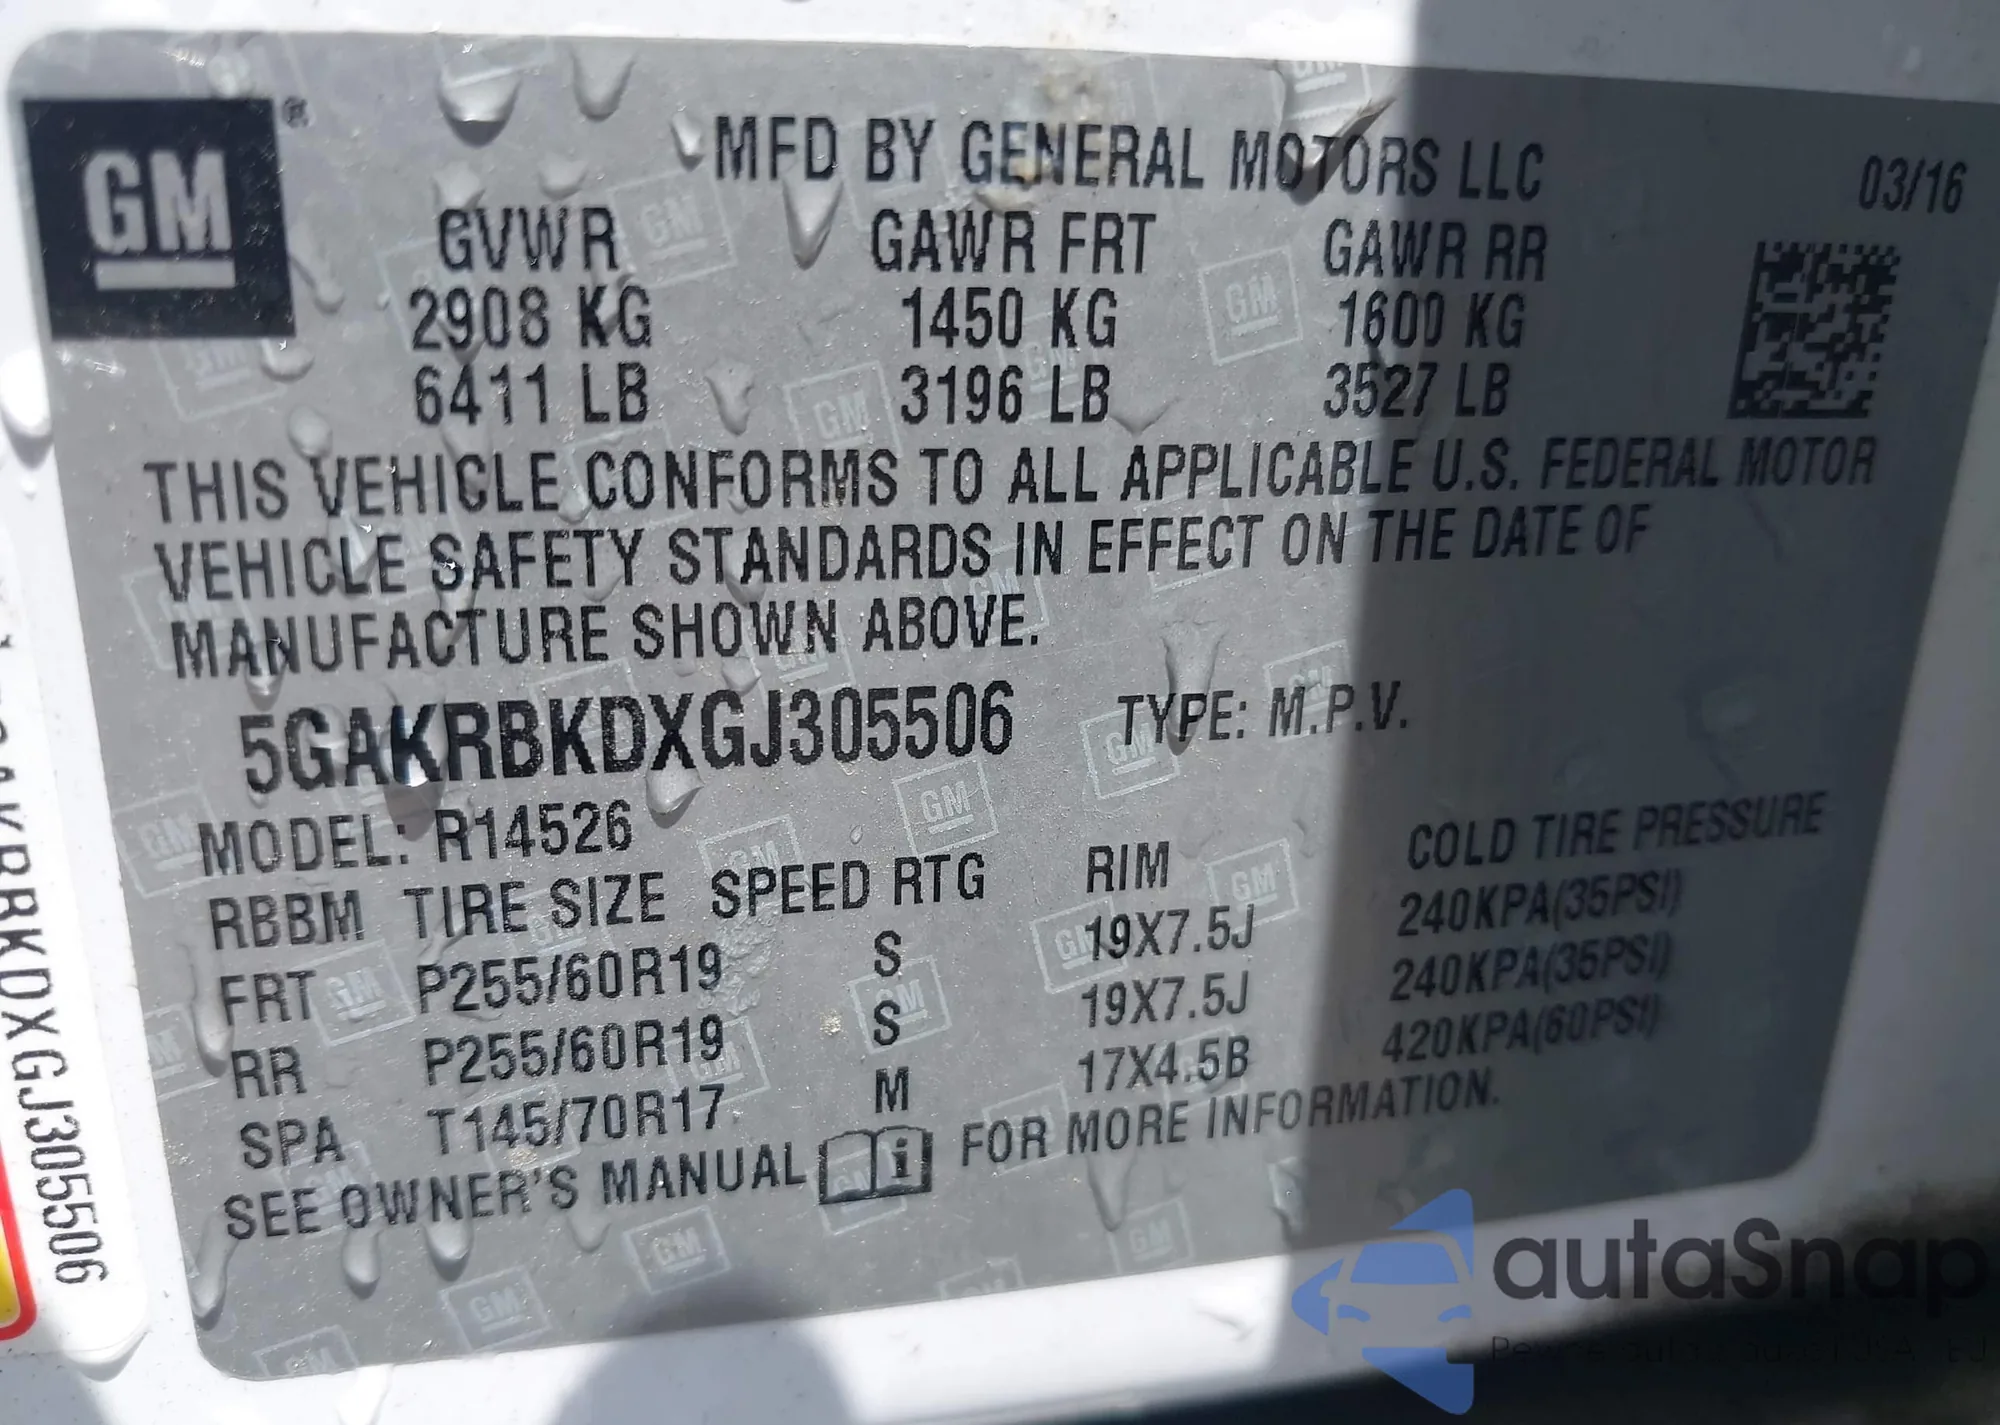 GM ®
MFD BY GENERAL MOTORS LLC 03/16
GVWR GAWR FRT GAWR RR
2908 KG 1450 KG 1600 KG
6411 LB 3196 LB 3527 LB
THIS VEHICLE CONFORMS TO ALL APPLICABLE U.S. FEDERAL MOTOR
VEHICLE SAFETY STANDARDS IN EFFECT ON THE DATE OF
MANUFACTURE SHOWN ABOVE.
5GAKRBKDXGJ305506 TYPE: M.P.V.
MODEL: R14526
RBBM TIRE SIZE SPEED RTG RIM COLD TIRE PRESSURE
FRT P255/60R19 S 19X7.5J 240KPA(35PSI)
RR P255/60R19 S 19X7.5J 240KPA(35PSI)
SPA T145/70R17 M 17X4.5B 420KPA(60PSI)
SEE OWNER'S MANUAL i FOR MORE INFORMATION.
AKRBKDXGJ305506
autaSnap